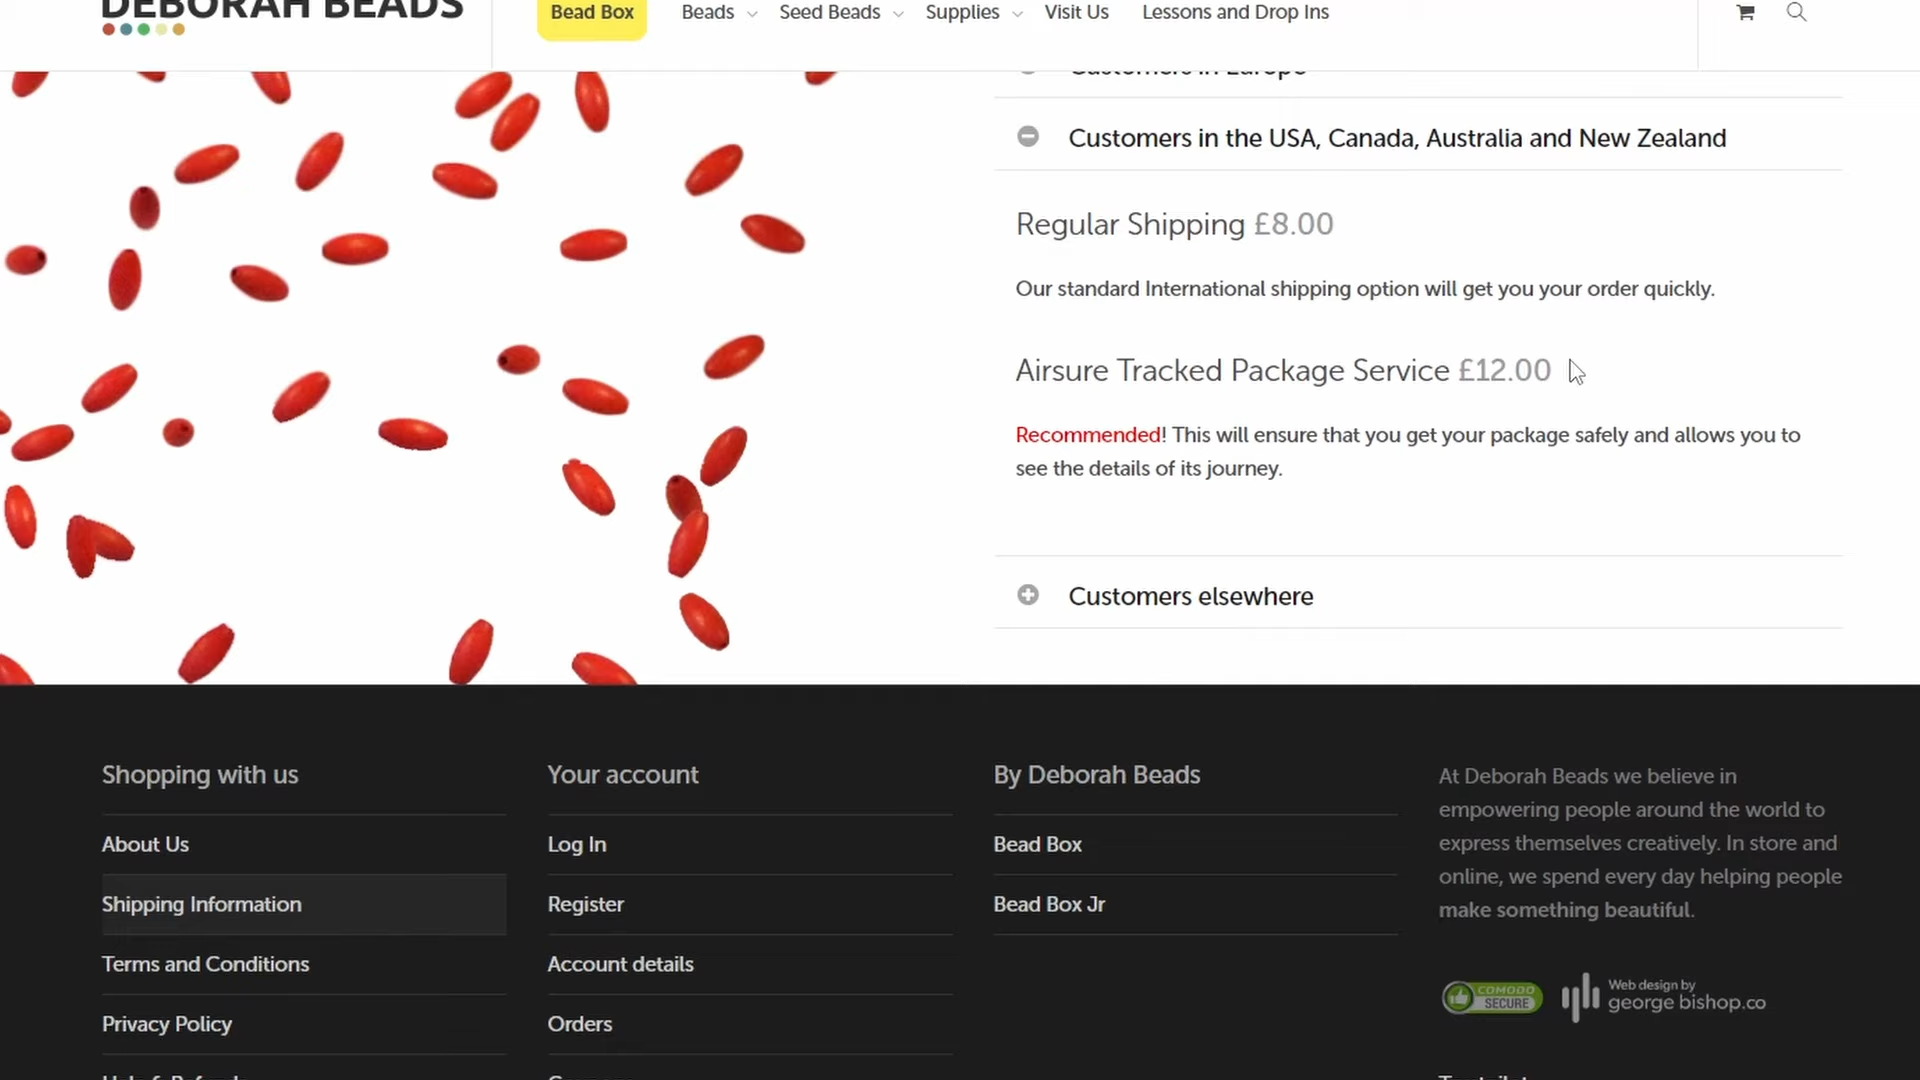 DEBORAH BEADS
Bead Box
Beads
Seed Beads
Supplies
Visit Us
Lessons and Drop Ins
Customers in Europe
Customers in the USA, Canada, Australia and New Zealand
Regular Shipping £8.00
Our standard International shipping option will get you your order quickly.
Airsure Tracked Package Service £12.00
Recommended! This will ensure that you get your package safely and allows you to
see the details of its journey.
Customers elsewhere
Shopping with us
About Us
Shipping Information
Terms and Conditions
Privacy Policy
Your account
Log In
Register
Account details
Orders
By Deborah Beads
Bead Box
Bead Box Jr
At Deborah Beads we believe in
empowering people around the world to
express themselves creatively. In store and
online, we spend every day helping people
make something beautiful.
COMODO
SECURE
Web design by
george bishop.co